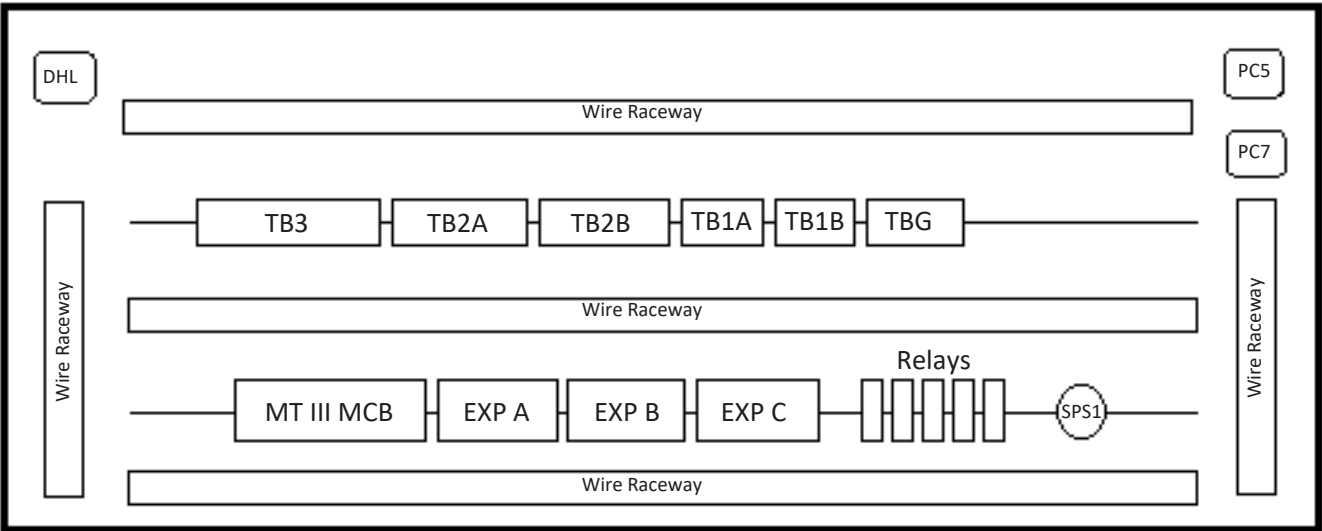 DHL
PC5
Wire Raceway
PC7
TB3
TB2A
TB2B
TB1A
TB1B
TBG
Wire Raceway
Wire Raceway
Wire Raceway
Relays
MT III MCB
EXP A
EXP B
EXP C
SPS1
Wire Raceway